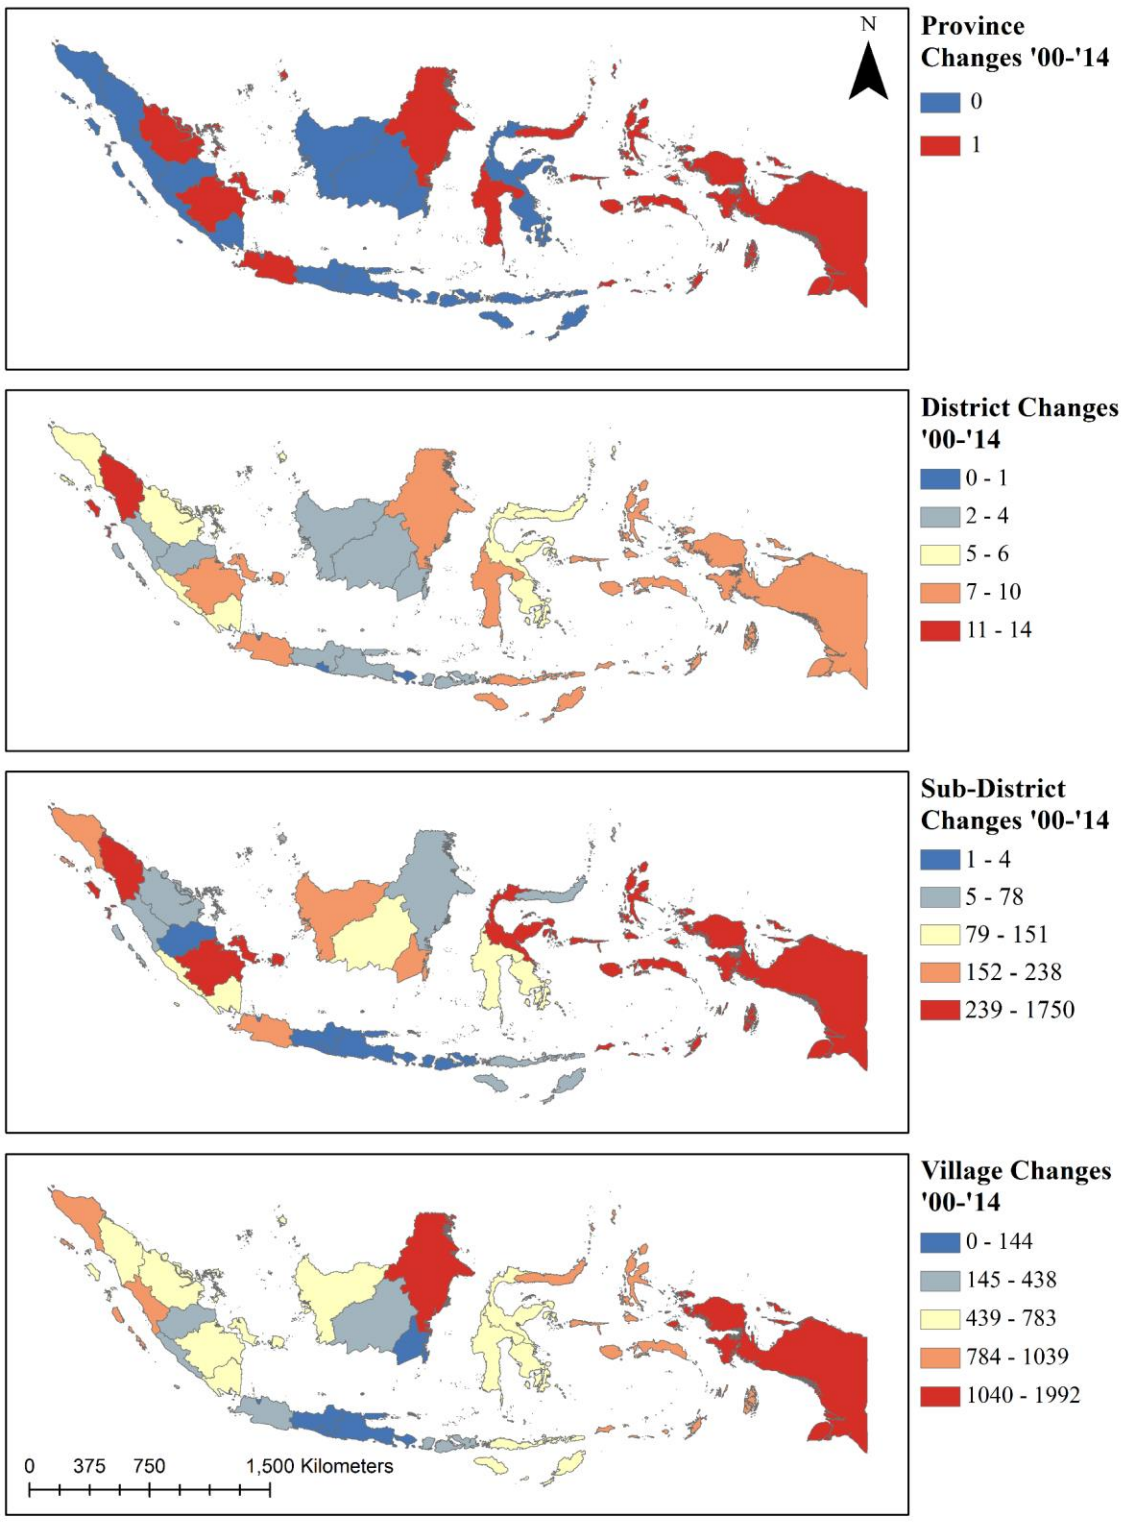 N
Province
Changes '00-'14
0
1
District Changes
'00-'14
0 - 1
2 - 4
5 - 6
7 - 10
11 - 14
Sub-District
Changes '00-'14
1 - 4
5 - 78
79 - 151
152 - 238
239 - 1750
Village Changes
'00-'14
0 - 144
145 - 438
439 - 783
784 - 1039
1040 - 1992
0 375 750 1,500 Kilometers